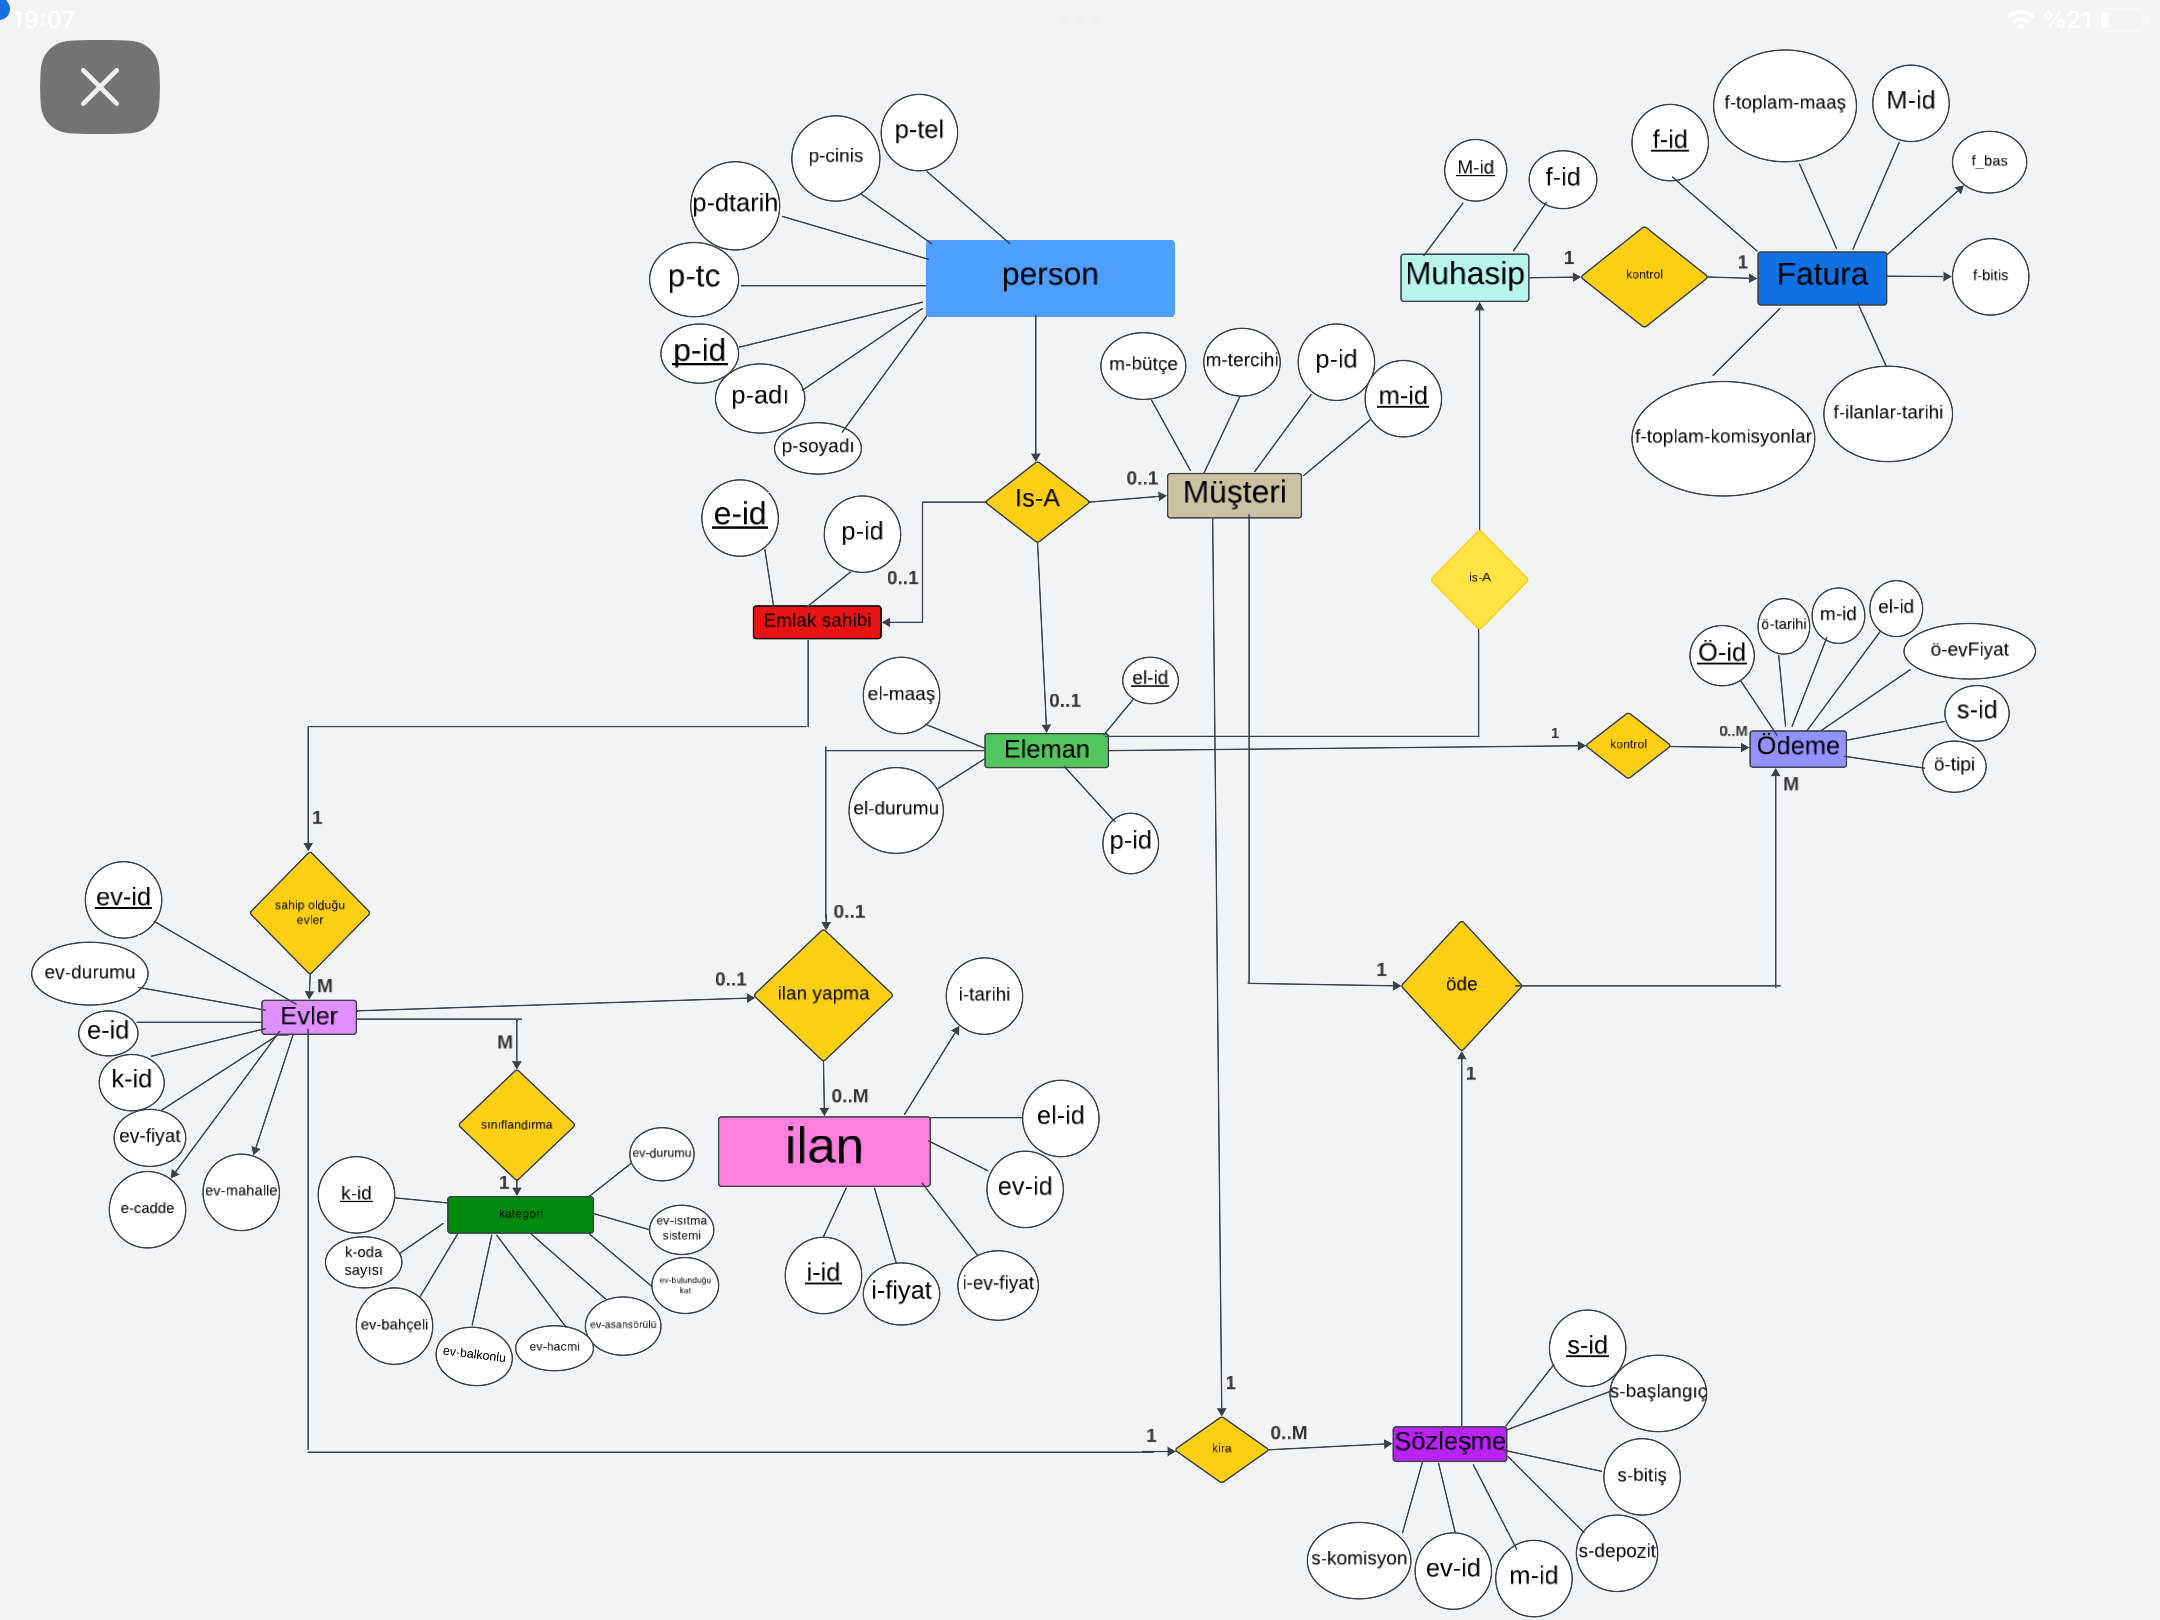 19:07
%21
p-tel
p-cinis
p-dtarih
p-tc
p-id
p-adı
p-soyadı
person
M-id
f-id
Muhasip
1
kontrol
1
Fatura
f-id
f-toplam-maaş
M-id
f_bas
f-bitis
f-ilanlar-tarihi
f-toplam-komisyonlar
m-bütçe
m-tercihi
p-id
m-id
Is-A
0..1
Müşteri
e-id
p-id
0..1
Emlak sahibi
is-A
el-maaş
el-id
0..1
Eleman
el-durumu
p-id
1
kontrol
0..M
Ödeme
M
Ö-id
ö-tarihi
m-id
el-id
ö-evFiyat
s-id
ö-tipi
1
sahip olduğu
evler
M
ev-id
ev-durumu
e-id
k-id
ev-fiyat
e-cadde
ev-mahalle
Evler
0..1
0..1
ilan yapma
0..M
M
sınıflandırma
1
kategori
k-id
k-oda
sayısı
ev-bahçeli
ev-balkonlu
ev-hacmi
ev-asansörülü
ev-bulunduğu
kat
ev-ısıtma
sistemi
ev-durumu
ilan
i-tarihi
el-id
ev-id
i-ev-fiyat
i-fiyat
i-id
1
öde
1
1
1
kira
0..M
Sözleşme
s-id
s-başlangıç
s-bitiş
s-depozit
m-id
ev-id
s-komisyon